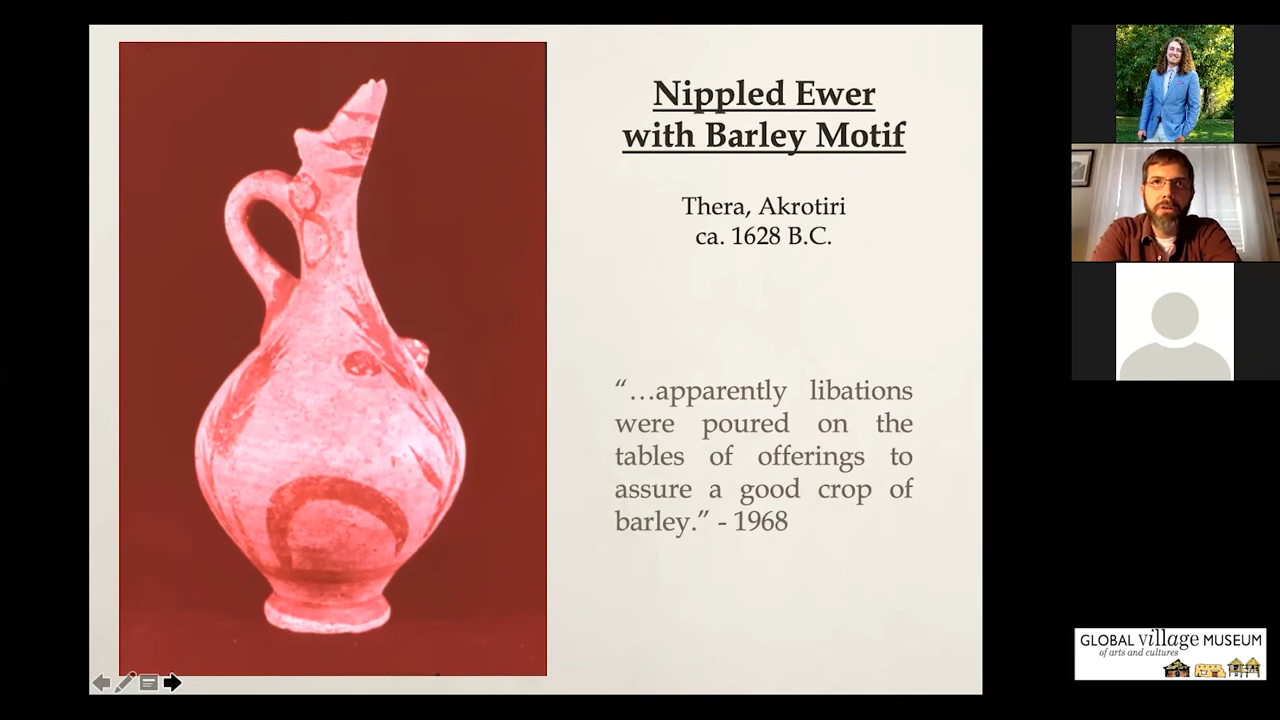 Nippled Ewer
with Barley Motif
Thera, Akrotiri
ca. 1628 B.C.
“…apparently libations
were poured on the
tables of offerings to
assure a good crop of
barley.” - 1968
GLOBAL village MUSEUM
of arts and cultures